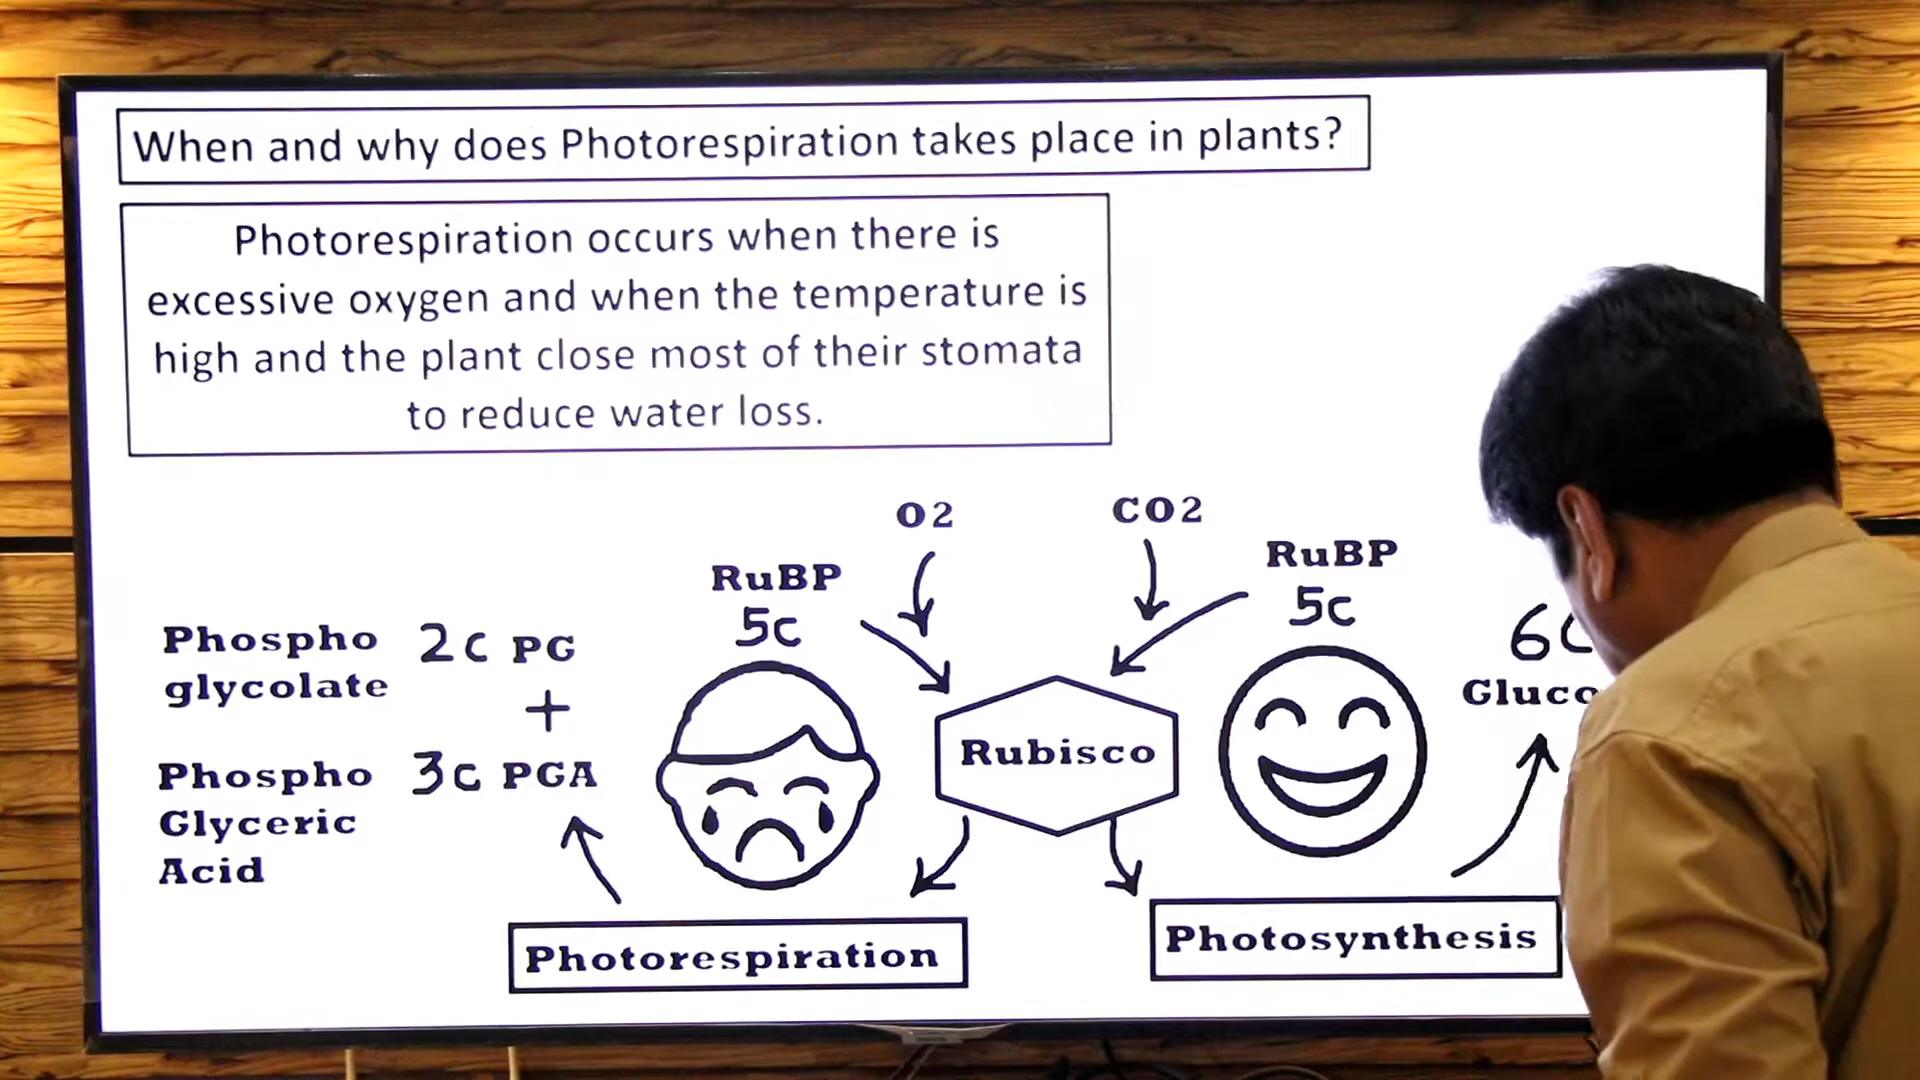 When and why does Photorespiration takes place in plants?
Photorespiration occurs when there is
excessive oxygen and when the temperature is
high and the plant close most of their stomata
to reduce water loss.
O2
CO2
RuBP
5c
RuBP
5c
Phospho
glycolate
2c PG
+
Phospho
Glyceric
Acid
3c PGA
Rubisco
Photorespiration
Photosynthesis